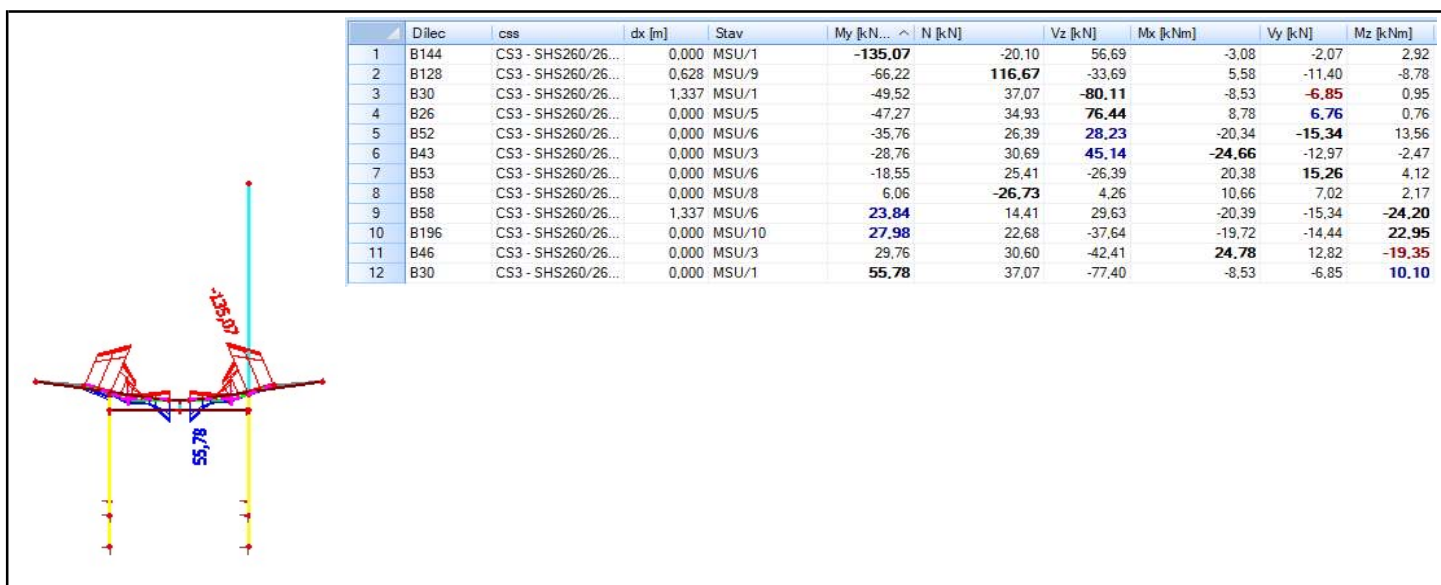 Dílec css dx [m] Stav My [kN... N [kN] Vz [kN] Mx [kNm] Vy [kN] Mz [kNm]
1 B144 CS3 - SHS260/26... 0,000 MSU/1 -135,07 -20,10 56,69 -3,08 -2,07 2,92
2 B128 CS3 - SHS260/26... 0,628 MSU/9 -66,22 116,67 -33,69 5,58 -11,40 -8,78
3 B30 CS3 - SHS260/26... 1,337 MSU/1 -49,52 37,07 -80,11 -8,53 -6,85 0,95
4 B26 CS3 - SHS260/26... 0,000 MSU/5 -47,27 34,93 76,44 8,78 6,76 0,76
5 B52 CS3 - SHS260/26... 0,000 MSU/6 -35,76 26,39 28,23 -20,34 -15,34 13,56
6 B43 CS3 - SHS260/26... 0,000 MSU/3 -28,76 30,69 45,14 -24,66 -12,97 -2,47
7 B53 CS3 - SHS260/26... 0,000 MSU/6 -18,55 25,41 -26,39 20,38 15,26 4,12
8 B58 CS3 - SHS260/26... 0,000 MSU/8 6,06 -26,73 4,26 10,66 7,02 2,17
9 B58 CS3 - SHS260/26... 1,337 MSU/6 23,84 14,41 29,63 -20,39 -15,34 -24,20
10 B196 CS3 - SHS260/26... 0,000 MSU/10 27,98 22,68 -37,64 -19,72 -14,44 22,95
11 B46 CS3 - SHS260/26... 0,000 MSU/3 29,76 30,60 -42,41 24,78 12,82 -19,35
12 B30 CS3 - SHS260/26... 0,000 MSU/1 55,78 37,07 -77,40 -8,53 -6,85 10,10
-135,07
55,78